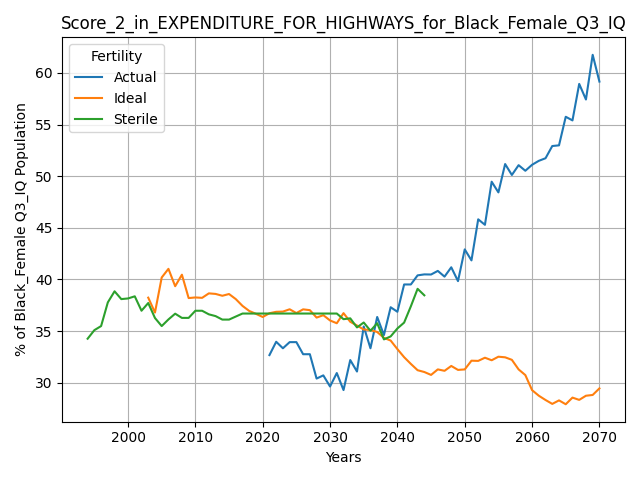 Score_2_in_EXPENDITURE_FOR_HIGHWAYS_for_Black_Female_Q3_IQ
Fertility
Actual
Ideal
Sterile
% of Black_Female Q3_IQ Population
60
55
50
45
40
35
30
2000 2010 2020 2030 2040 2050 2060 2070
Years